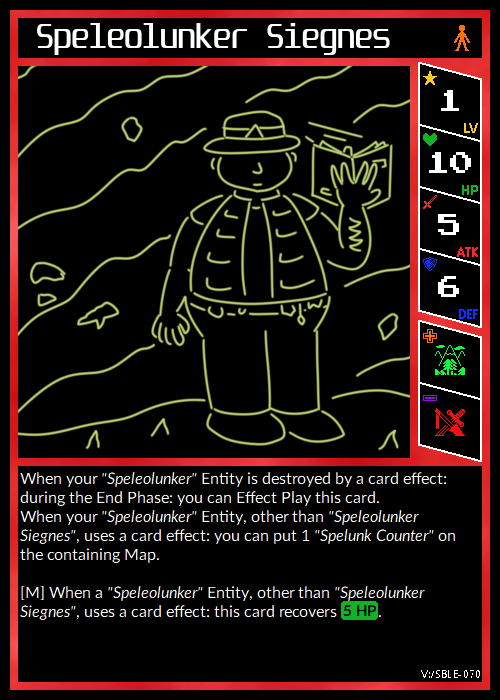 Speleolunker Siegnes
1
LV
10
HP
5
ATK
6
DEF
When your "Speleolunker" Entity is destroyed by a card effect:
during the End Phase: you can Effect Play this card.
When your "Speleolunker" Entity, other than "Speleolunker
Siegnes", uses a card effect: you can put 1 "Spelunk Counter" on
the containing Map.
[M] When a "Speleolunker" Entity, other than "Speleolunker
Siegnes", uses a card effect: this card recovers 5 HP.
V:/SBLE-070